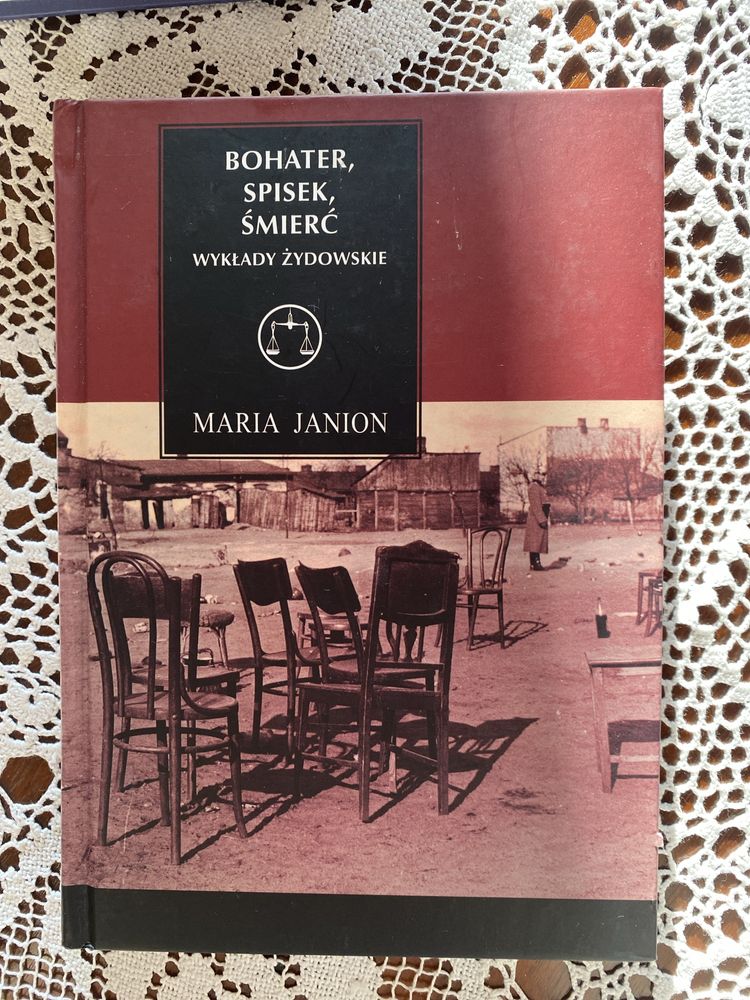 BOHATER,
SPISEK,
ŚMIERĆ
WYKŁADY ŻYDOWSKIE
MARIA JANION